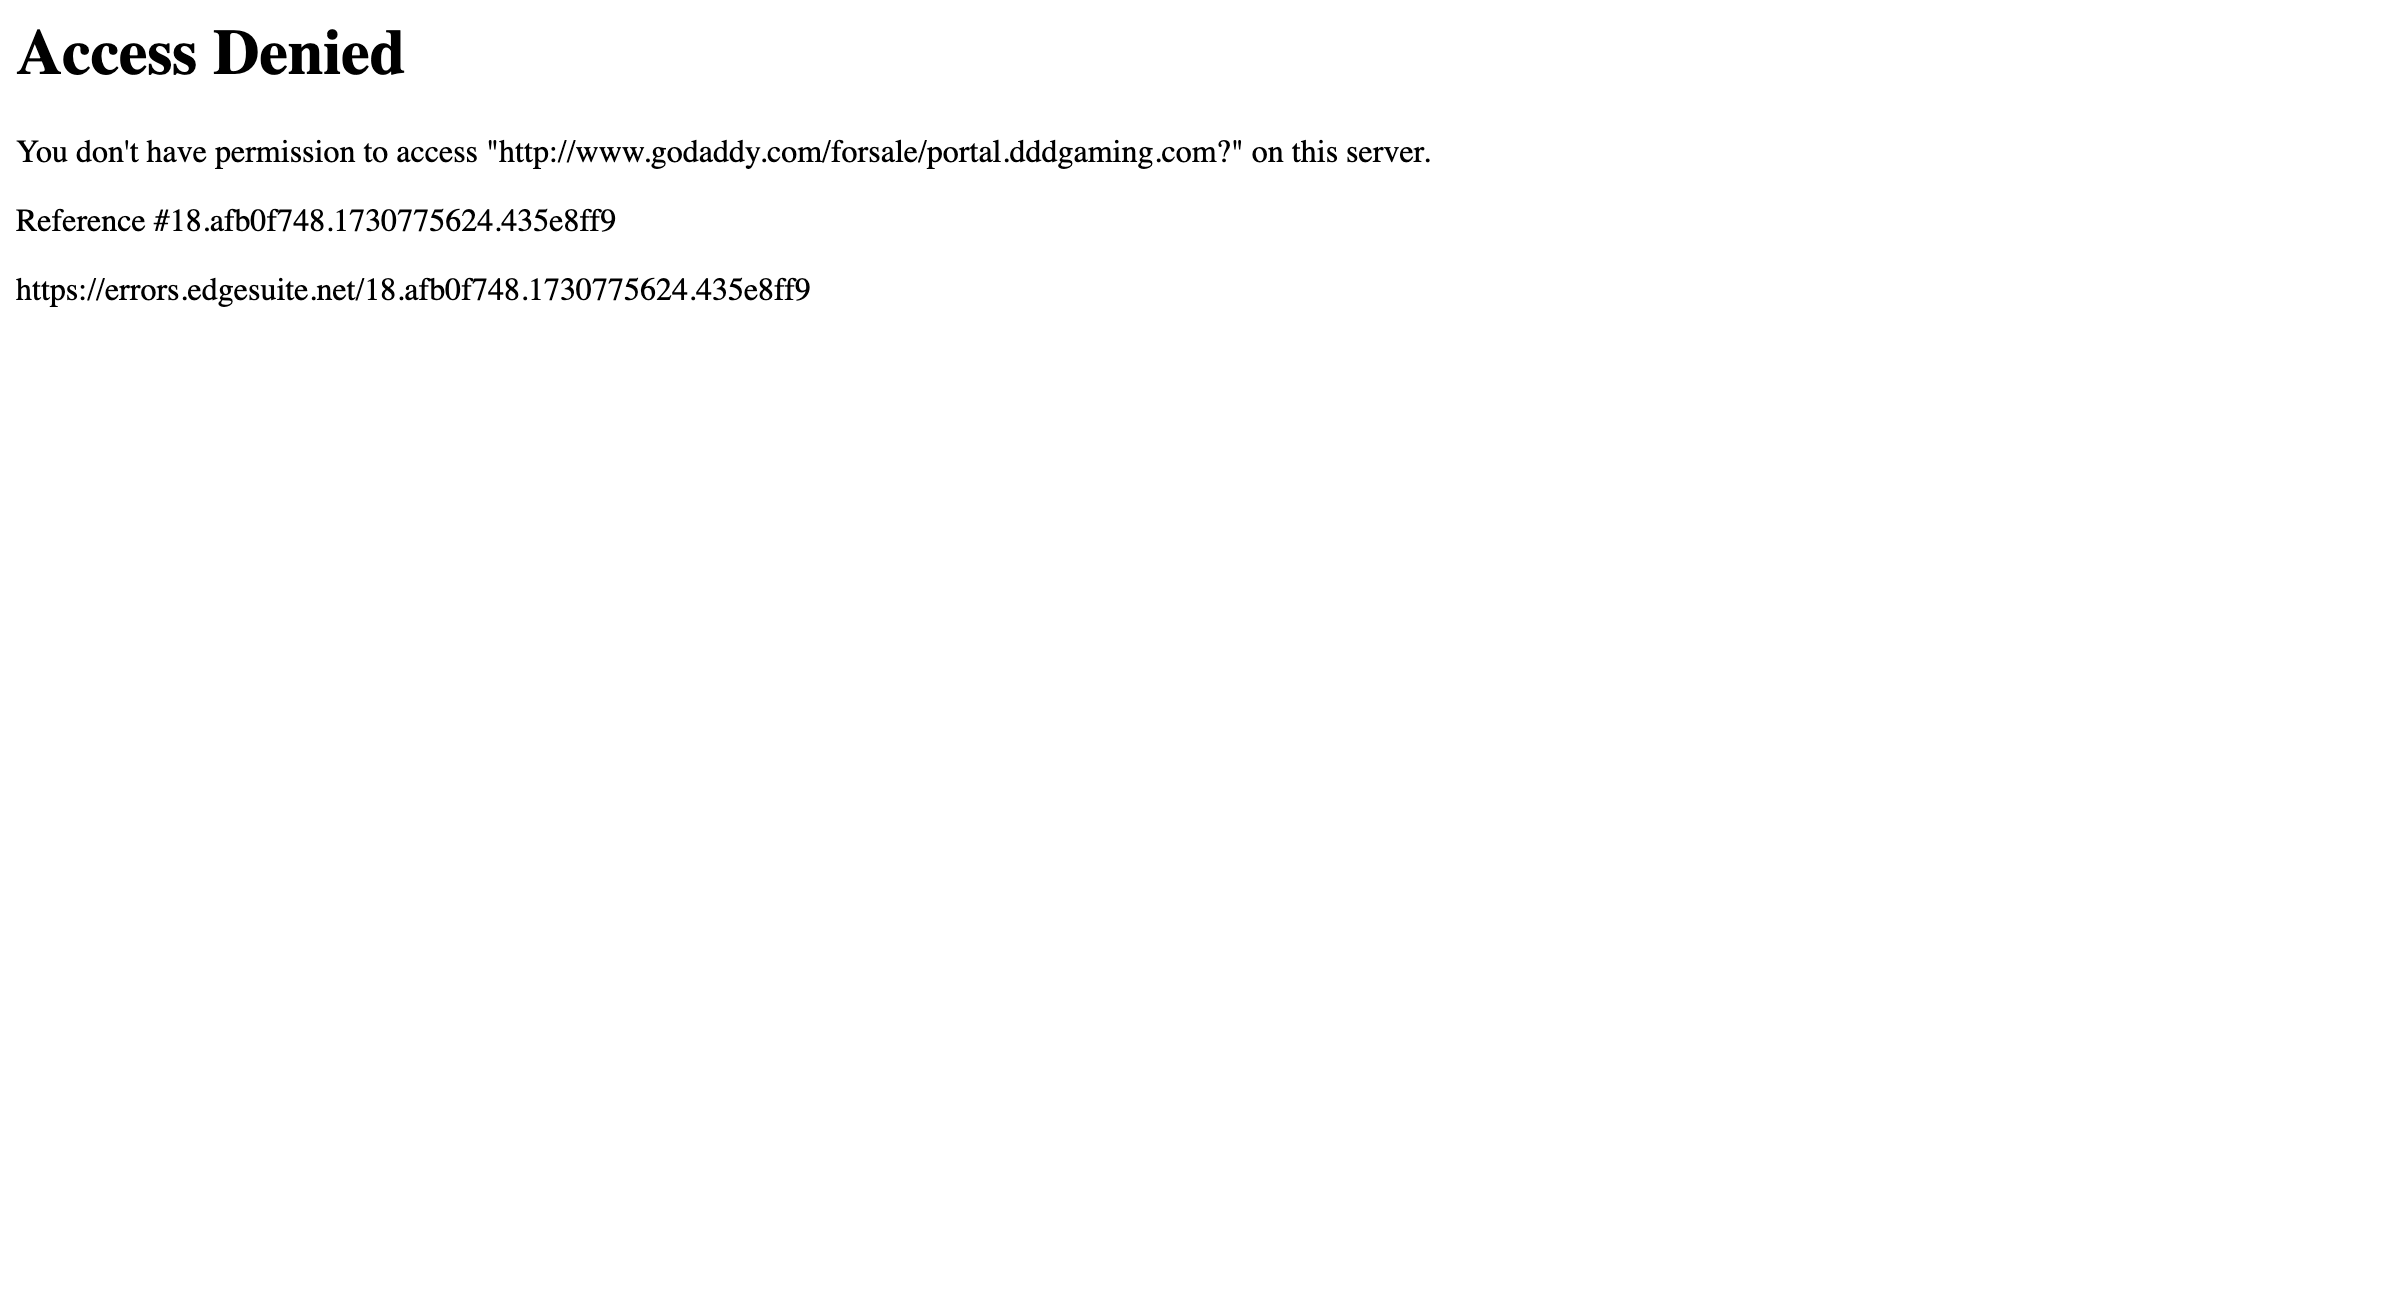 Access Denied
You don't have permission to access "http://www.godaddy.com/forsale/portal.dddgaming.com?" on this server.
Reference #18.afb0f748.1730775624.435e8ff9
https://errors.edgesuite.net/18.afb0f748.1730775624.435e8ff9